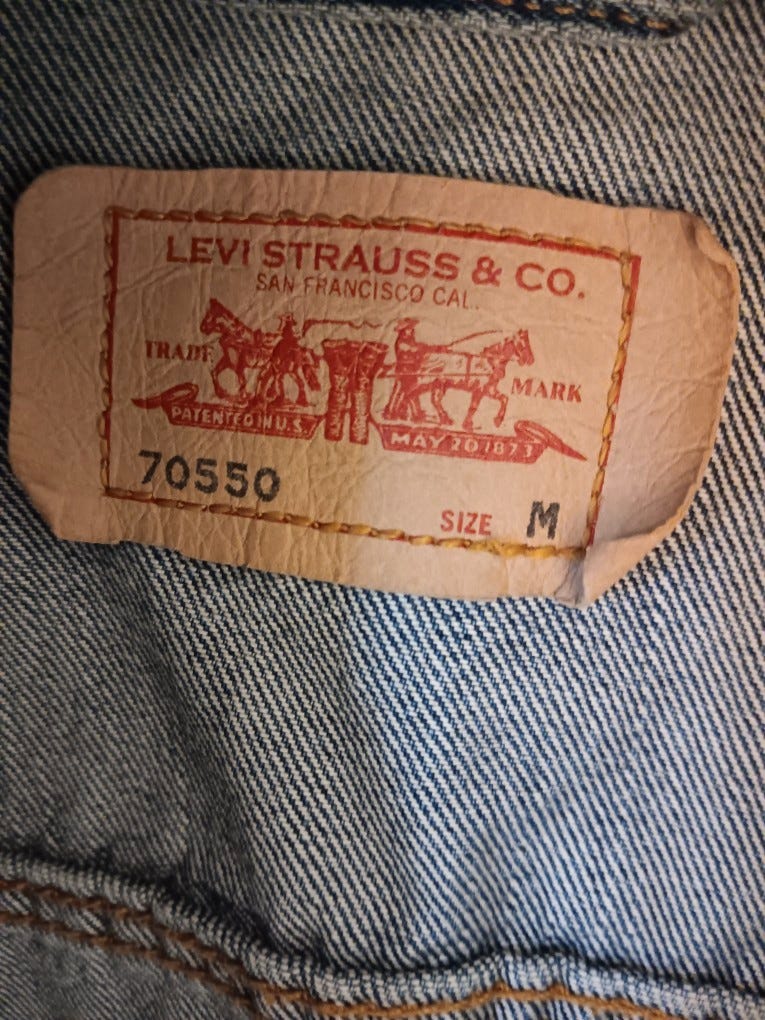 LEVI STRAUSS & CO.
SAN FRANCISCO CAL.
TRADE MARK
PATENTED IN U.S.
MAY 20 1873
70550
SIZE M